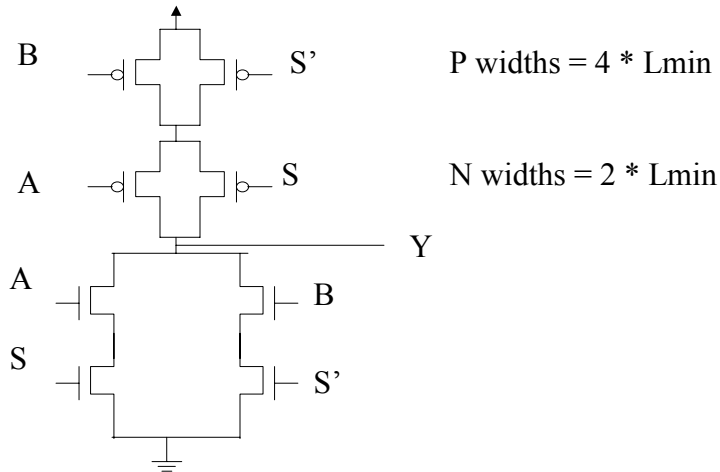 B
S’
P widths = 4 * Lmin
A
S
N widths = 2 * Lmin
Y
A
B
S
S’